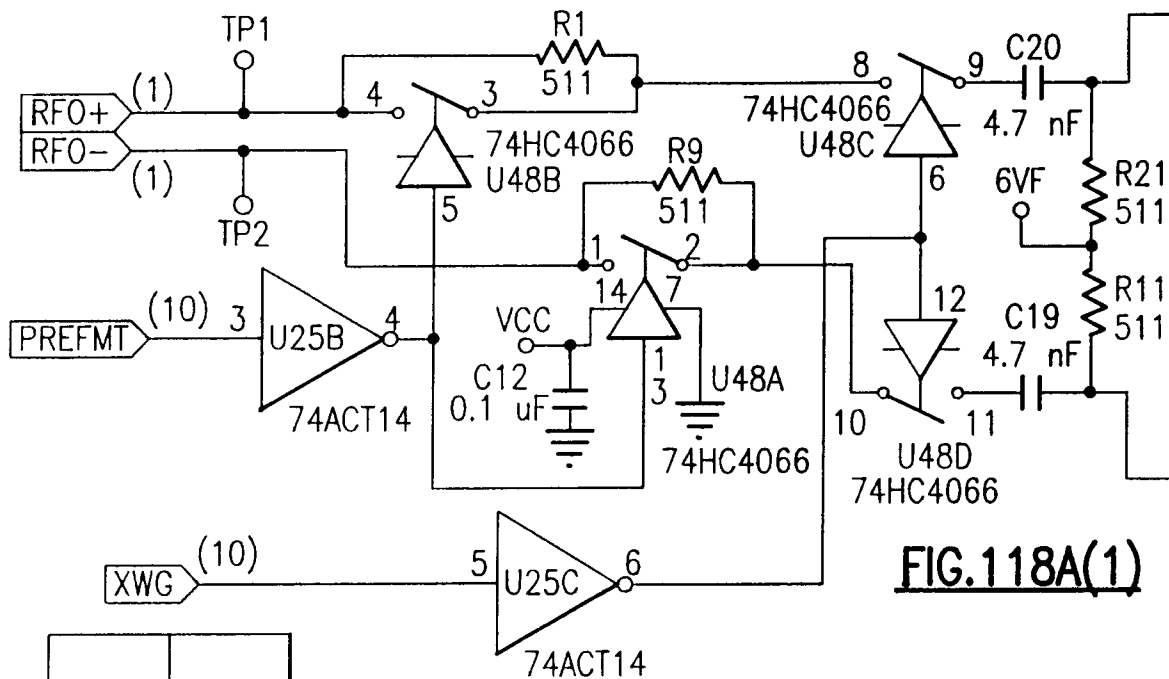 TP1
R1
511
C20
(1)
RFO+
4
3
8
9
RFO-
(1)
74HC4066
U48B
74HC4066
U48C
4.7 nF
5
6
TP2
R9
511
6VF
R21
511
1
2
PREFMT
(10)
3
U25B
4
74ACT14
VCC
14
7
C12
0.1 uF
1
3
U48A
74HC4066
12
C19
4.7 nF
R11
511
10
11
U48D
74HC4066
XWG
(10)
5
U25C
6
74ACT14
FIG.118A(1)